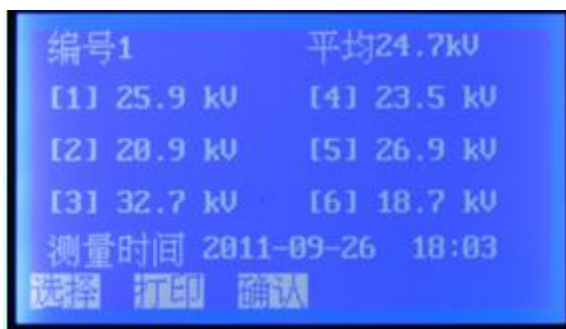 编号1 平均24.7kV
[1] 25.9 kV [4] 23.5 kV
[2] 20.9 kV [5] 26.9 kV
[3] 32.7 kV [6] 18.7 kV
测量时间 2011-09-26 18:03
选择 打印 确认